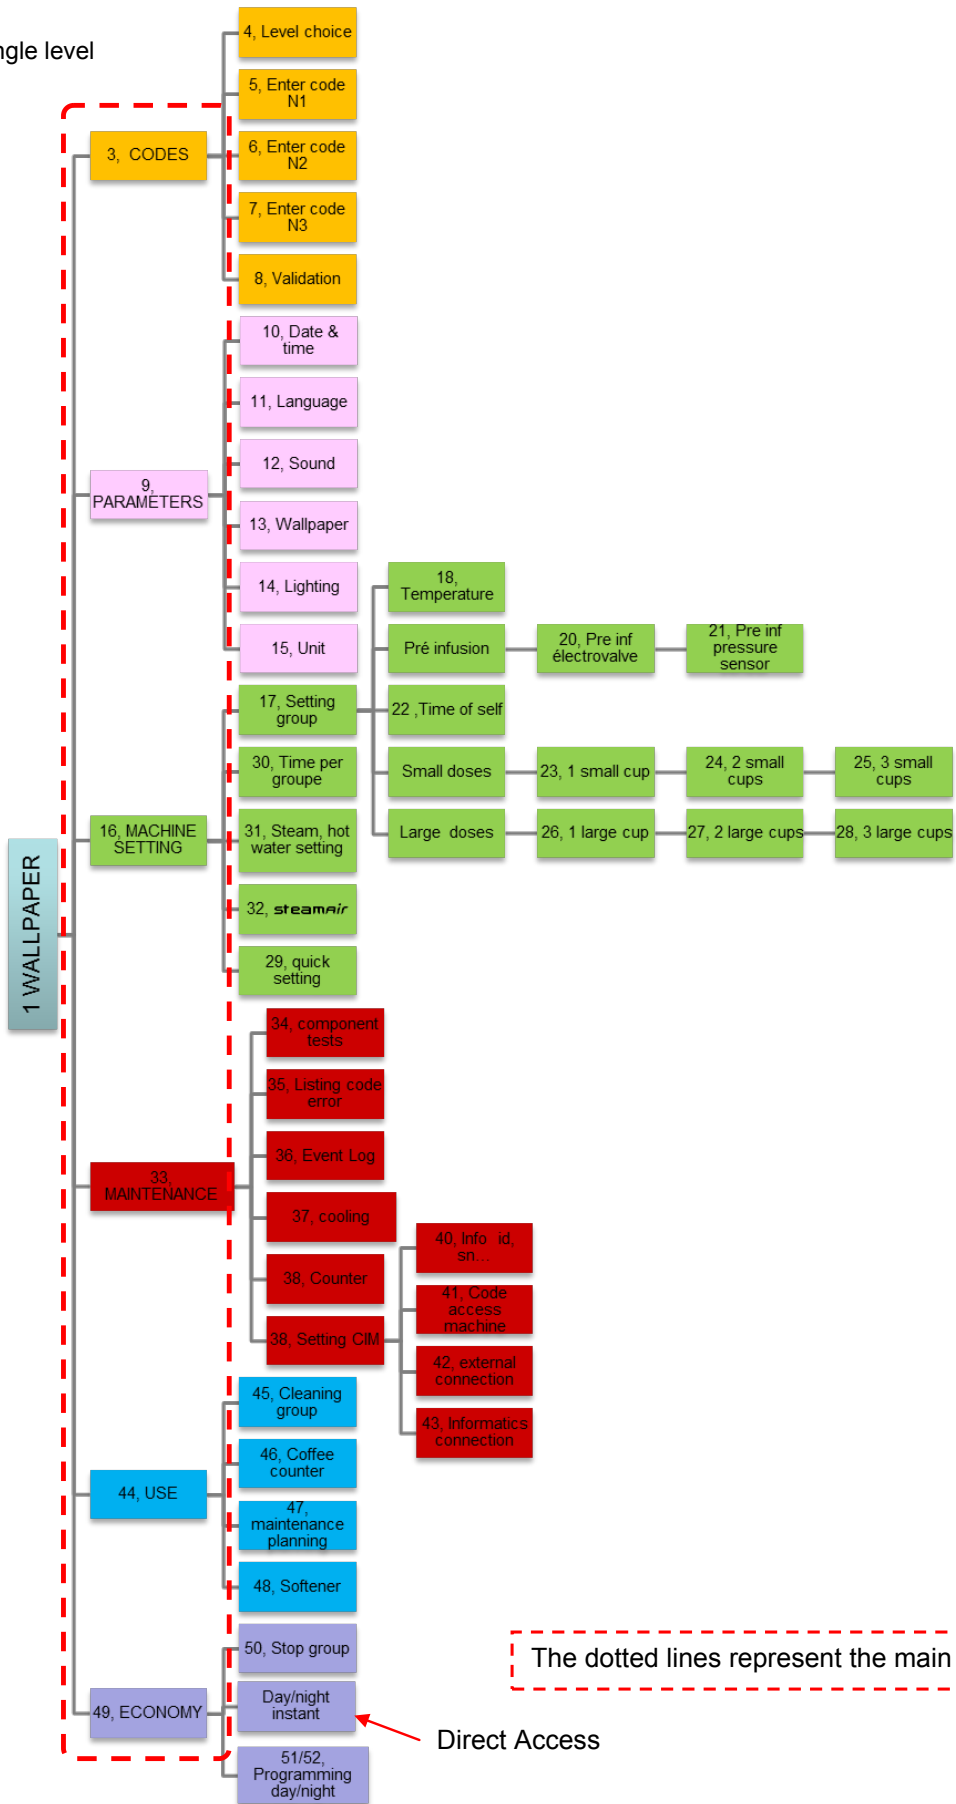 ngle level
4, Level choice
5, Enter code
N1
3, CODES
6, Enter code
N2
7, Enter code
N3
8, Validation
10, Date &
time
11, Language
12, Sound
9,
PARAMETERS
13, Wallpaper
14, Lighting
15, Unit
18,
Temperature
Pré infusion
20, Pre inf
électrovalve
21, Pre inf
pressure
sensor
17, Setting
group
22 ,Time of self
30, Time per
groupe
Small doses
23, 1 small cup
24, 2 small
cups
25, 3 small
cups
16, MACHINE
SETTING
31, Steam, hot
water setting
Large doses
26, 1 large cup
27, 2 large cups
28, 3 large cups
32, steamair
29, quick
setting
1 WALLPAPER
34, component
tests
35, Listing code
error
36, Event Log
33,
MAINTENANCE
37, cooling
38, Counter
38, Setting CIM
40, Info id,
sn...
41, Code
access
machine
42, external
connection
43, Informatics
connection
45, Cleaning
group
46, Coffee
counter
44, USE
47,
maintenance
planning
48, Softener
50, Stop group
49, ECONOMY
Day/night
instant
51/52,
Programming
day/night
The dotted lines represent the main
Direct Access